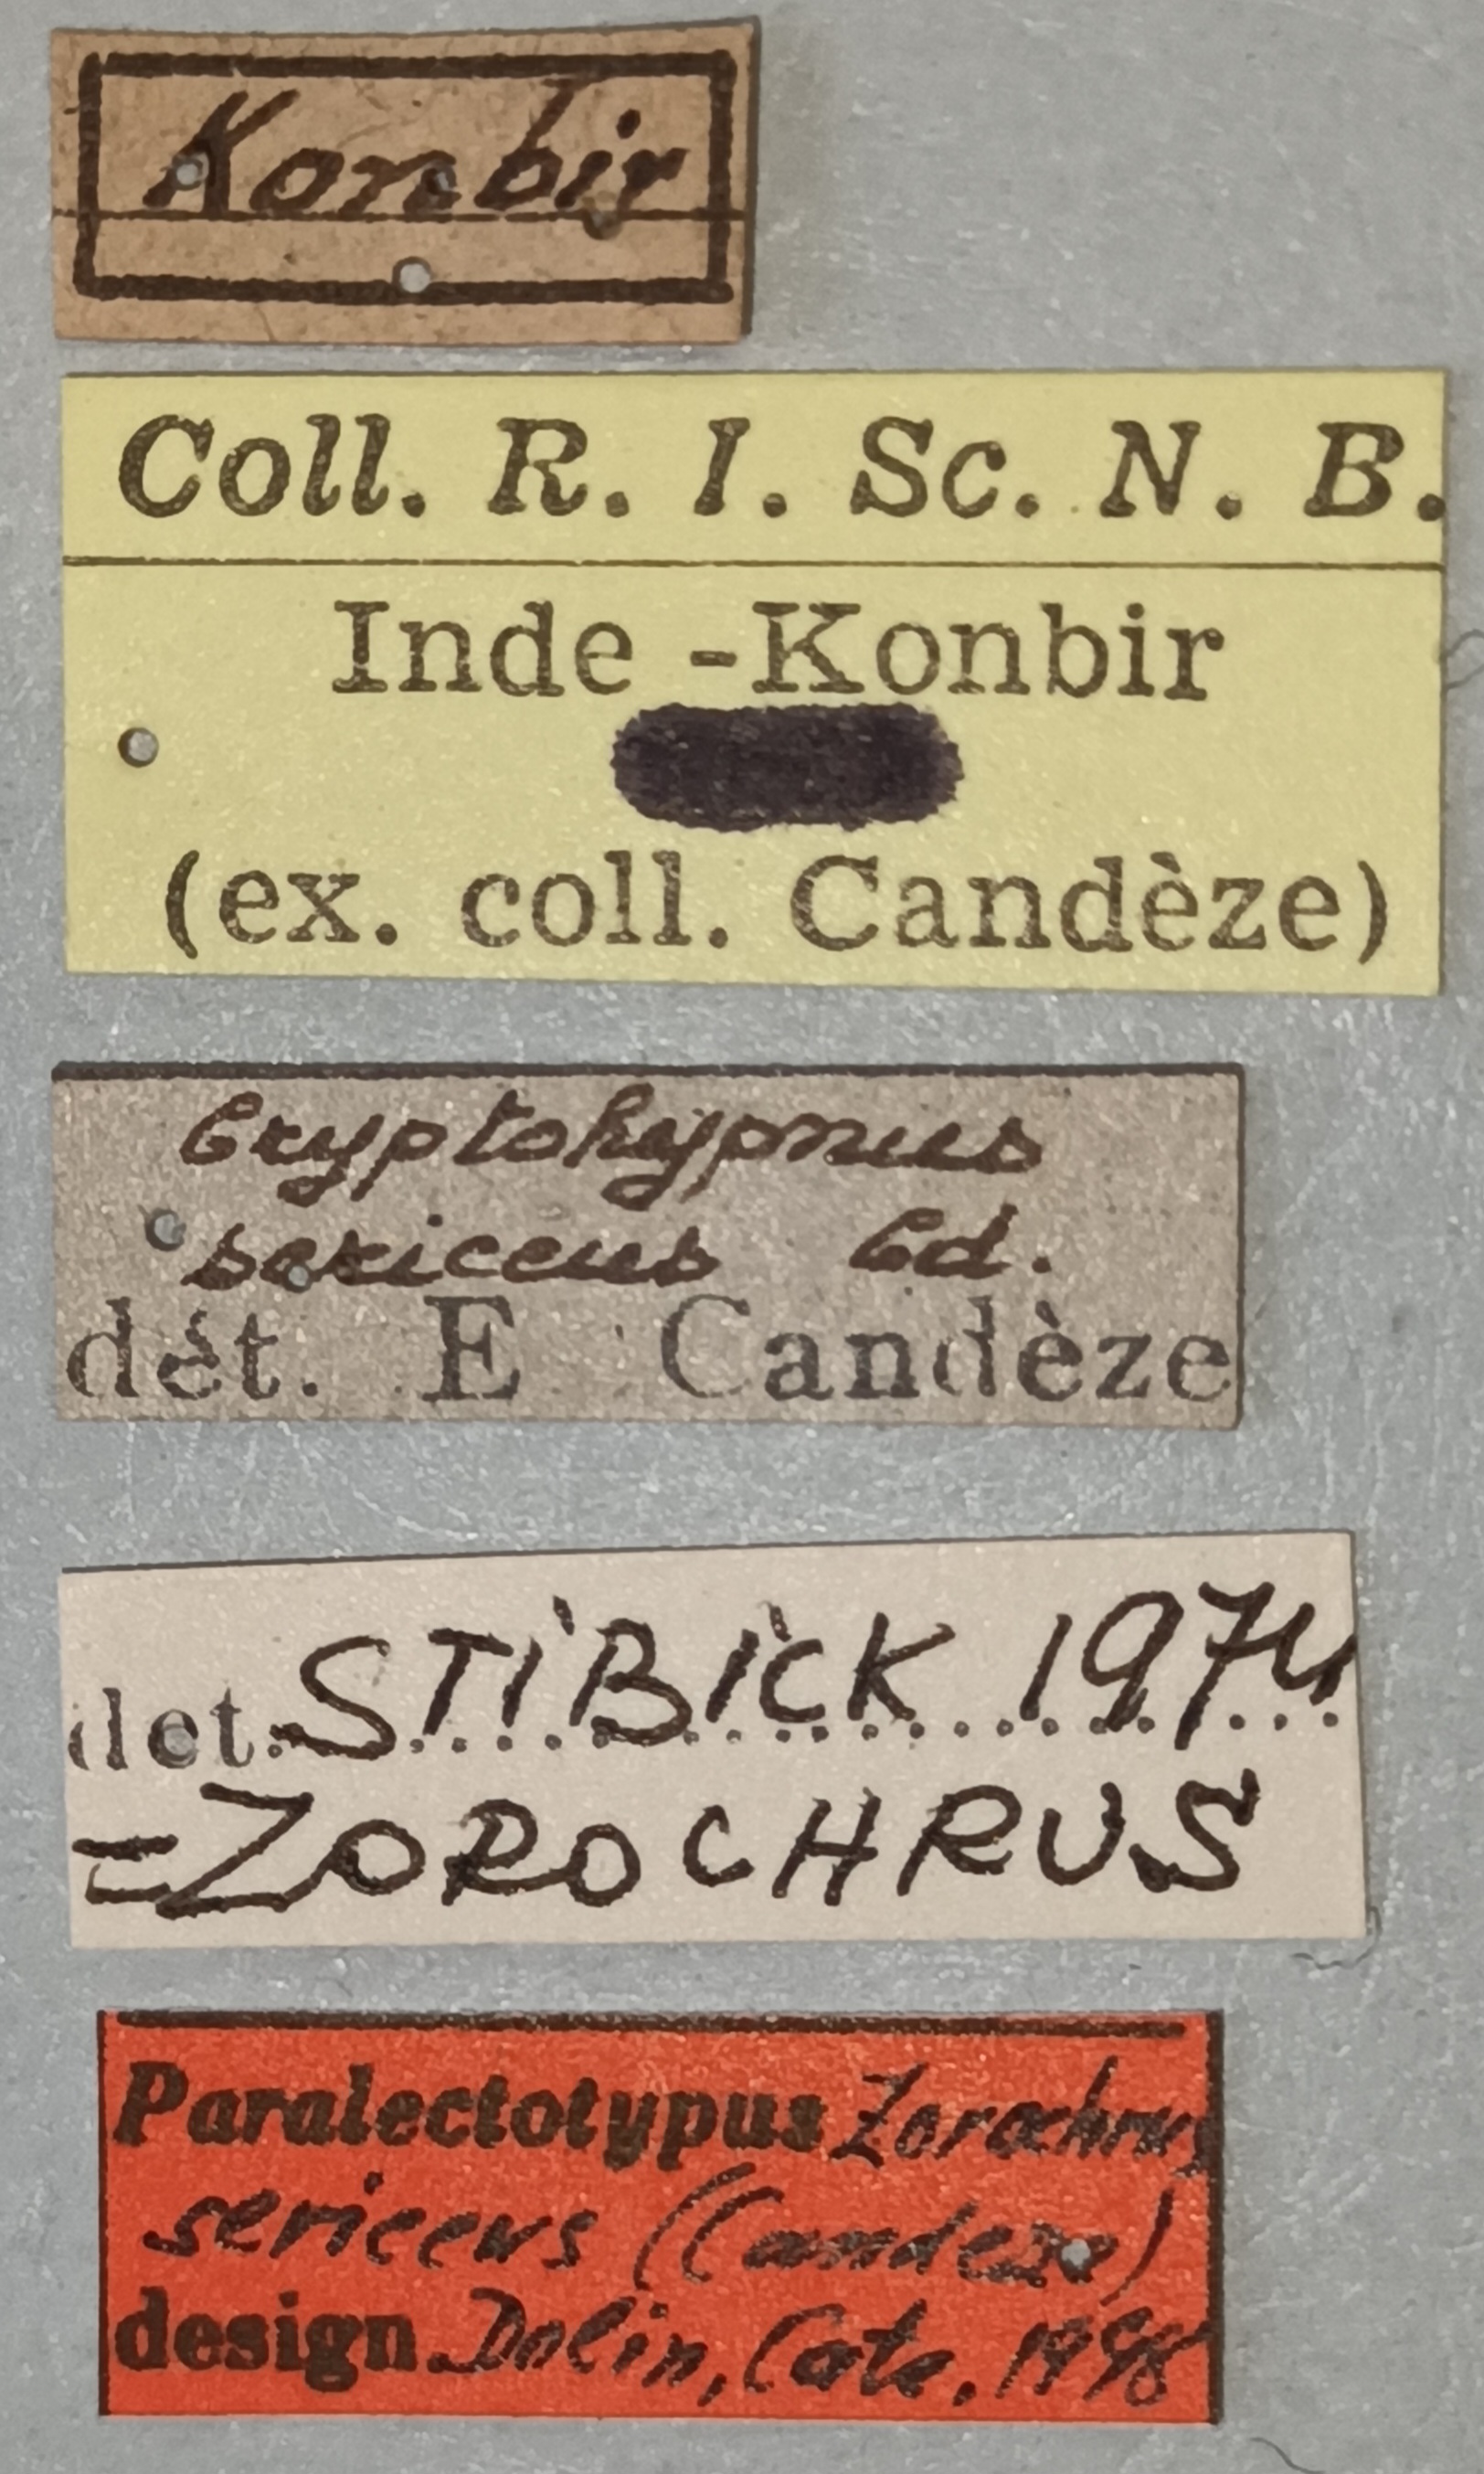 Konbir
Coll. R. I. Sc. N. B.
Inde -Konbir
(ex. coll. Candèze)
Cryptohypnus
sericeus Cd.
dét. E Candèze
det. STIBICK 1974
=ZOROCHRUS
Paralectotypus Zorochrus
sericeus (Candeze)
design. Dolin, Cate. 1998